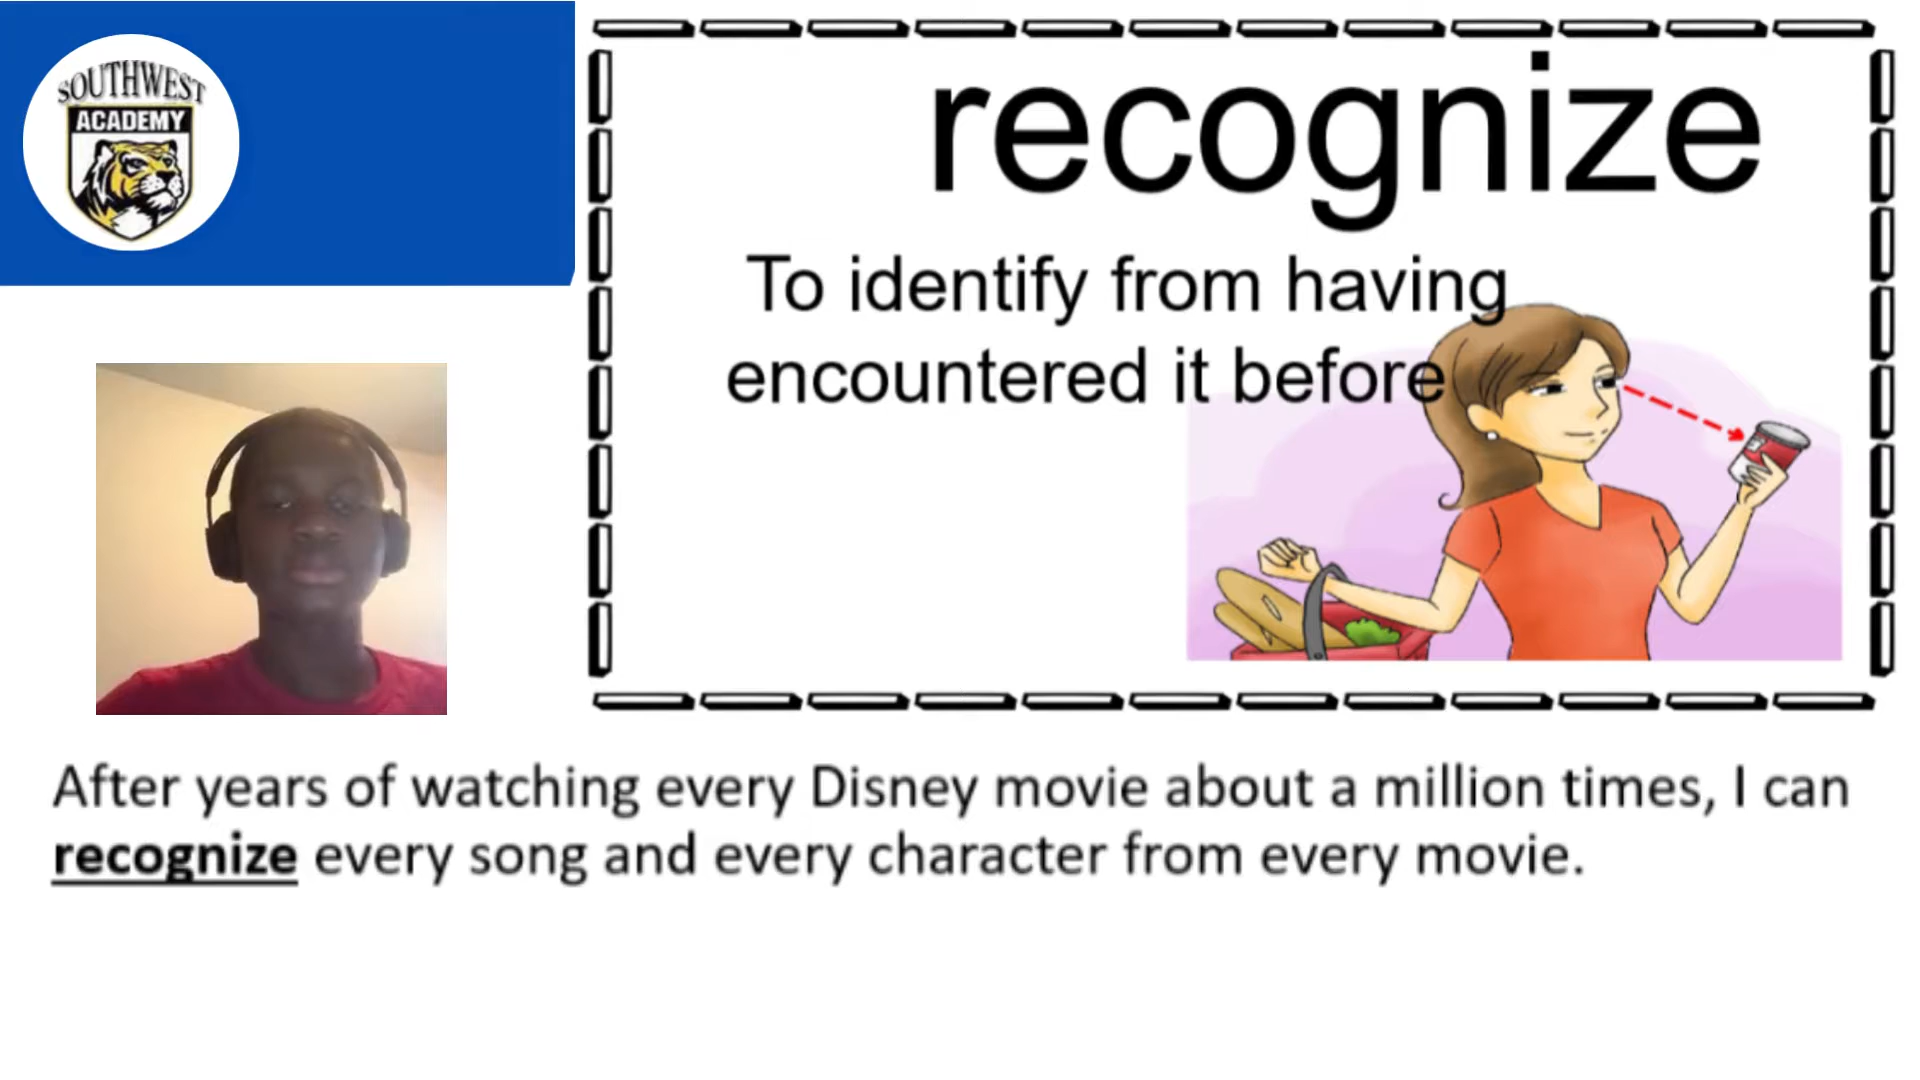 SOUTHWEST
ACADEMY
recognize
To identify from having
encountered it before
After years of watching every Disney movie about a million times, I can
recognize every song and every character from every movie.